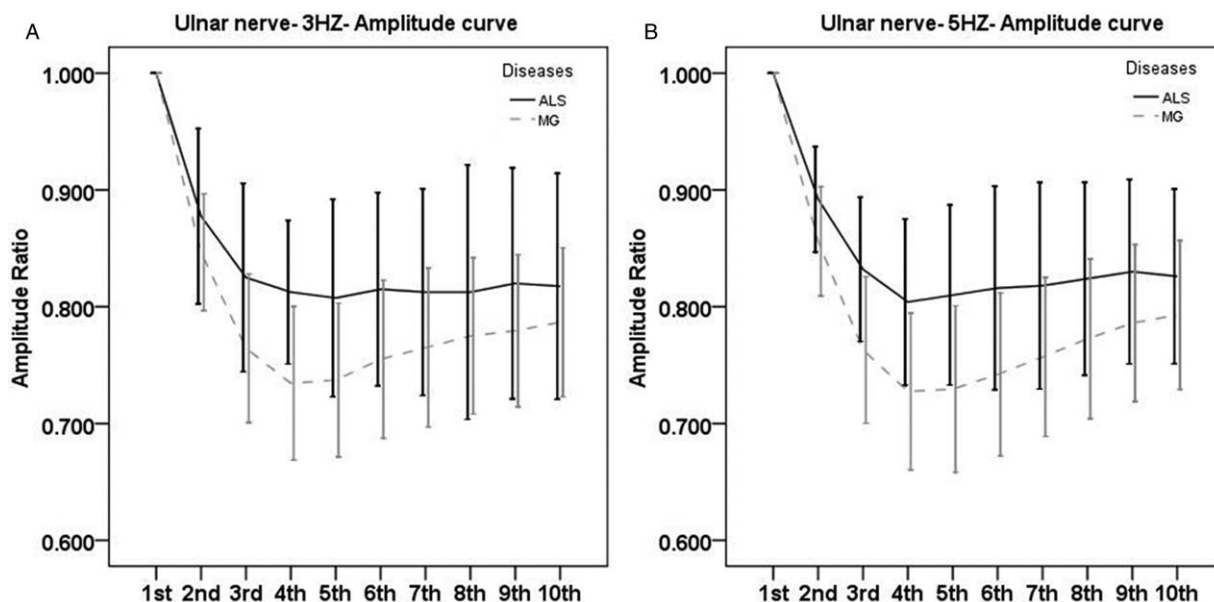 A
Ulnar nerve- 3HZ- Amplitude curve
Diseases
ALS
MG
Amplitude Ratio
1.000
0.900
0.800
0.700
0.600
1st 2nd 3rd 4th 5th 6th 7th 8th 9th 10th
B
Ulnar nerve- 5HZ- Amplitude curve
Diseases
ALS
MG
Amplitude Ratio
1.000
0.900
0.800
0.700
0.600
1st 2nd 3rd 4th 5th 6th 7th 8th 9th 10th